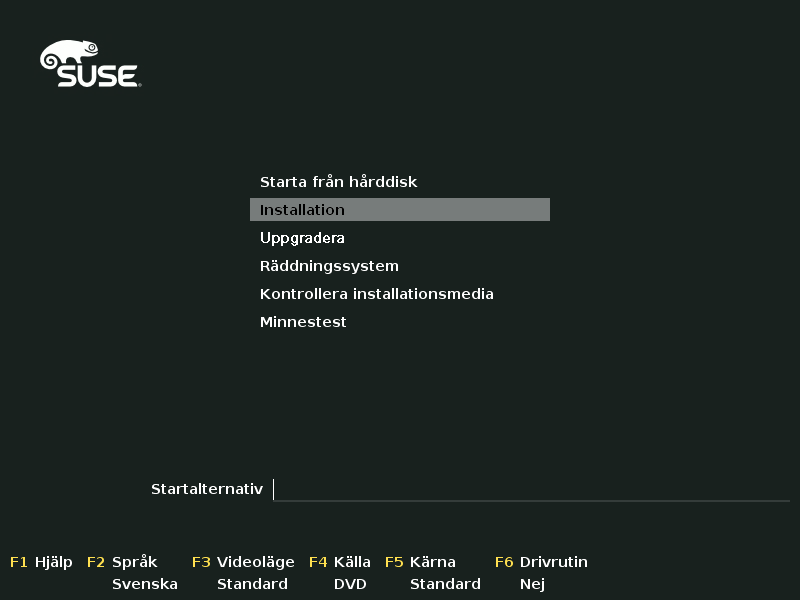 SUSE
Starta från hårddisk
Installation
Uppgradera
Räddningssystem
Kontrollera installationsmedia
Minnestest
Startalternativ
F1 Hjälp F2 Språk F3 Videoläge F4 Källa F5 Kärna F6 Drivrutin
Svenska Standard DVD Standard Nej